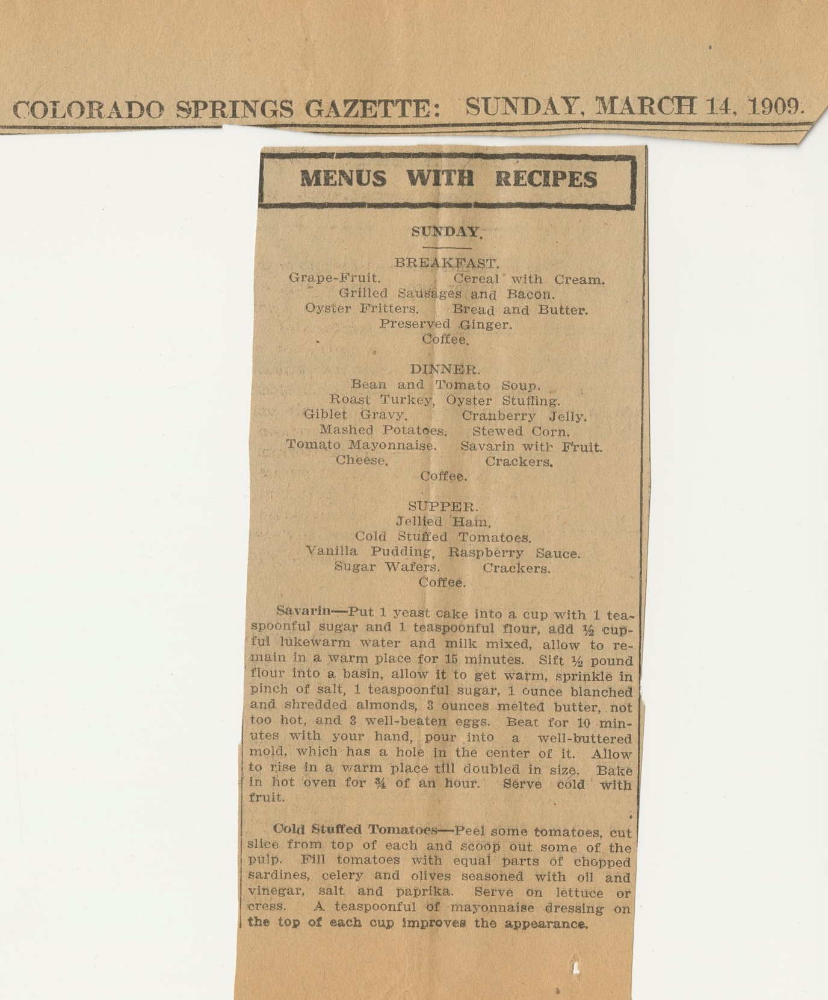 COLORADO SPRINGS GAZETTE: SUNDAY, MARCH 14, 1909.
MENUS WITH RECIPES
SUNDAY.
BREAKFAST.
Grape-Fruit. Cereal with Cream.
Grilled Sausages and Bacon.
Oyster Fritters. Bread and Butter.
Preserved Ginger.
Coffee.
DINNER.
Bean and Tomato Soup.
Roast Turkey, Oyster Stuffing.
Giblet Gravy. Cranberry Jelly.
Mashed Potatoes. Stewed Corn.
Tomato Mayonnaise. Savarin with Fruit.
Cheese. Crackers.
Coffee.
SUPPER.
Jellied Ham.
Cold Stuffed Tomatoes.
Vanilla Pudding, Raspberry Sauce.
Sugar Wafers. Crackers.
Coffee.
Savarin—Put 1 yeast cake into a cup with 1 tea-
spoonful sugar and 1 teaspoonful flour, add ½ cup-
ful lukewarm water and milk mixed, allow to re-
main in a warm place for 15 minutes. Sift ½ pound
flour into a basin, allow it to get warm, sprinkle in
pinch of salt, 1 teaspoonful sugar, 1 ounce blanched
and shredded almonds, 3 ounces melted butter, not
too hot, and 3 well-beaten eggs. Beat for 10 min-
utes with your hand, pour into a well-buttered
mold, which has a hole in the center of it. Allow
to rise in a warm place till doubled in size. Bake
in hot oven for ¾ of an hour. Serve cold with
fruit.
Cold Stuffed Tomatoes—Peel some tomatoes, cut
slice from top of each and scoop out some of the
pulp. Fill tomatoes with equal parts of chopped
sardines, celery and olives seasoned with oil and
vinegar, salt and paprika. Serve on lettuce or
cress. A teaspoonful of mayonnaise dressing on
the top of each cup improves the appearance.